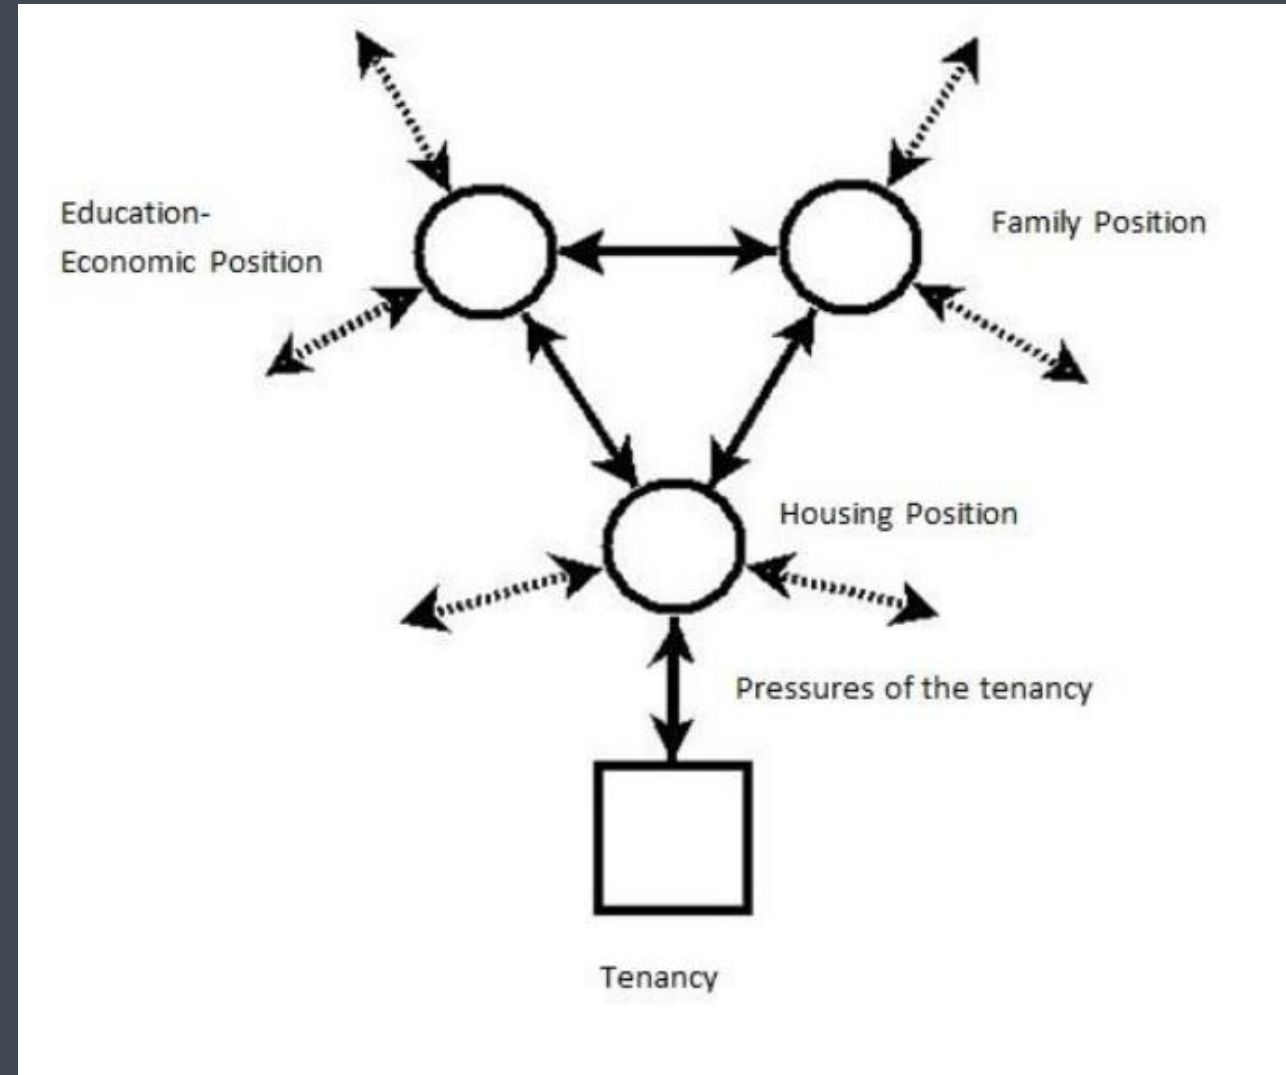 Education-
Economic Position
Family Position
Housing Position
Pressures of the tenancy
Tenancy